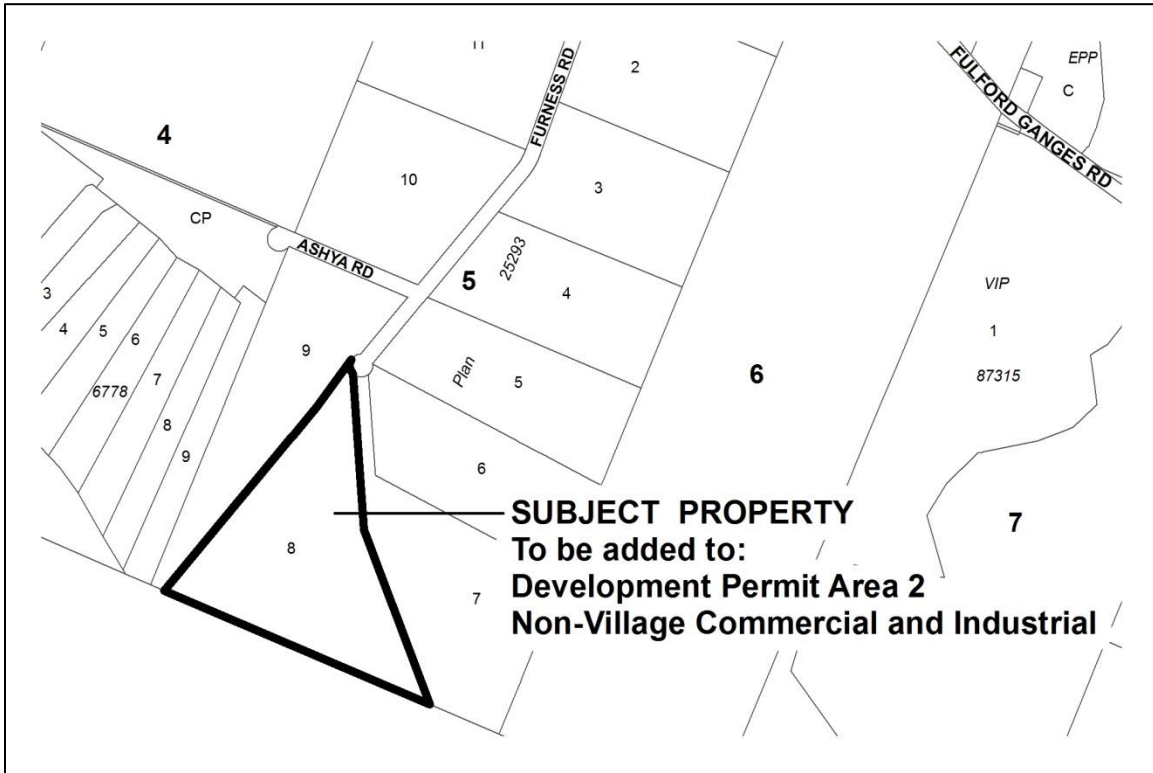 11
2
FURNESS RD
FULFORD GANGES RD
EPP
C
4
10
3
CP
ASHYA RD
5
25293
4
VIP
1
87315
3
4
5
6
7
8
9
6778
9
Plan
5
6
6
SUBJECT PROPERTY
To be added to:
Development Permit Area 2
Non-Village Commercial and Industrial
7
8
7